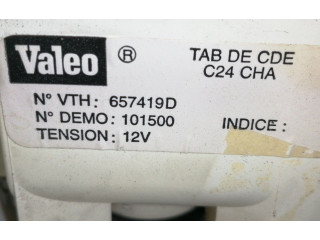 Valeo ® TAB DE CDE
C24 CHA
N° VTH: 657419D
N° DEMO: 101500 INDICE:
TENSION: 12V